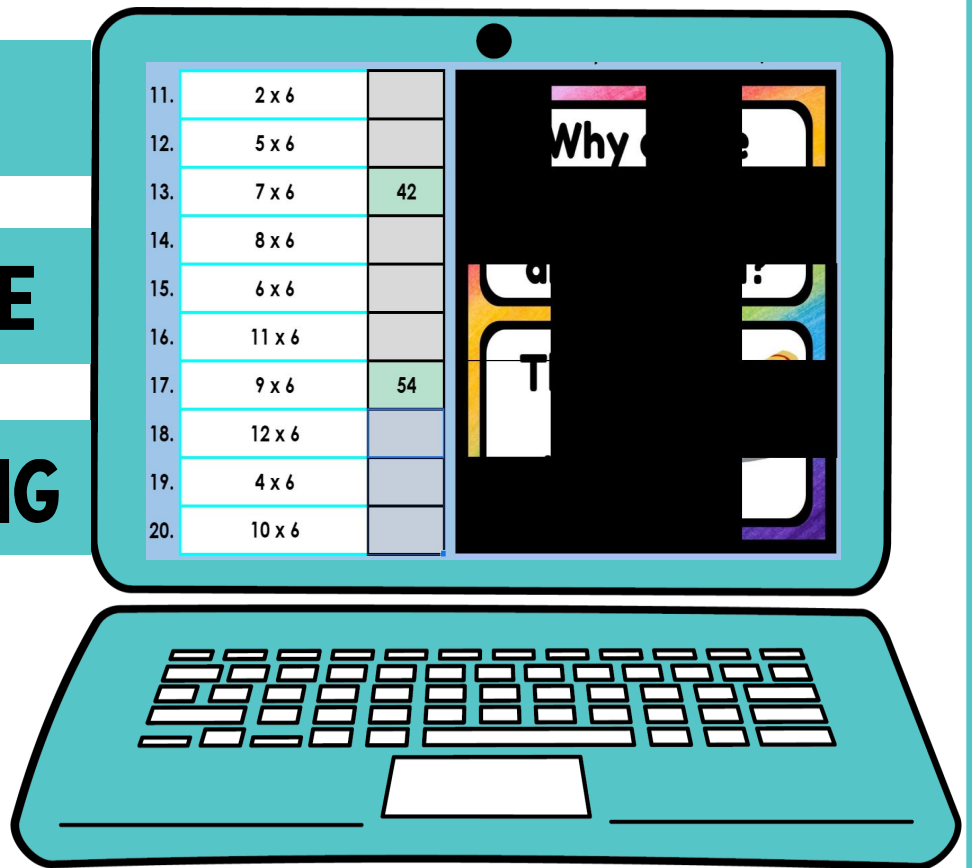 11. 2 x 6
12. 5 x 6
13. 7 x 6 42
14. 8 x 6
15. 6 x 6
16. 11 x 6
17. 9 x 6 54
18. 12 x 6
19. 4 x 6
20. 10 x 6
Why